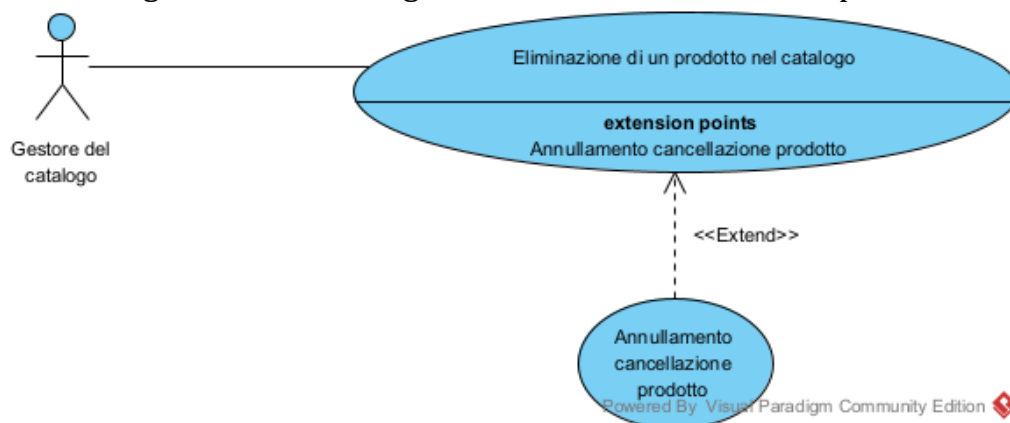 Eliminazione di un prodotto nel catalogo
extension points
Annullamento cancellazione prodotto
Gestore del
catalogo
<<Extend>>
Annullamento
cancellazione
prodotto
Powered By Visual Paradigm Community Edition